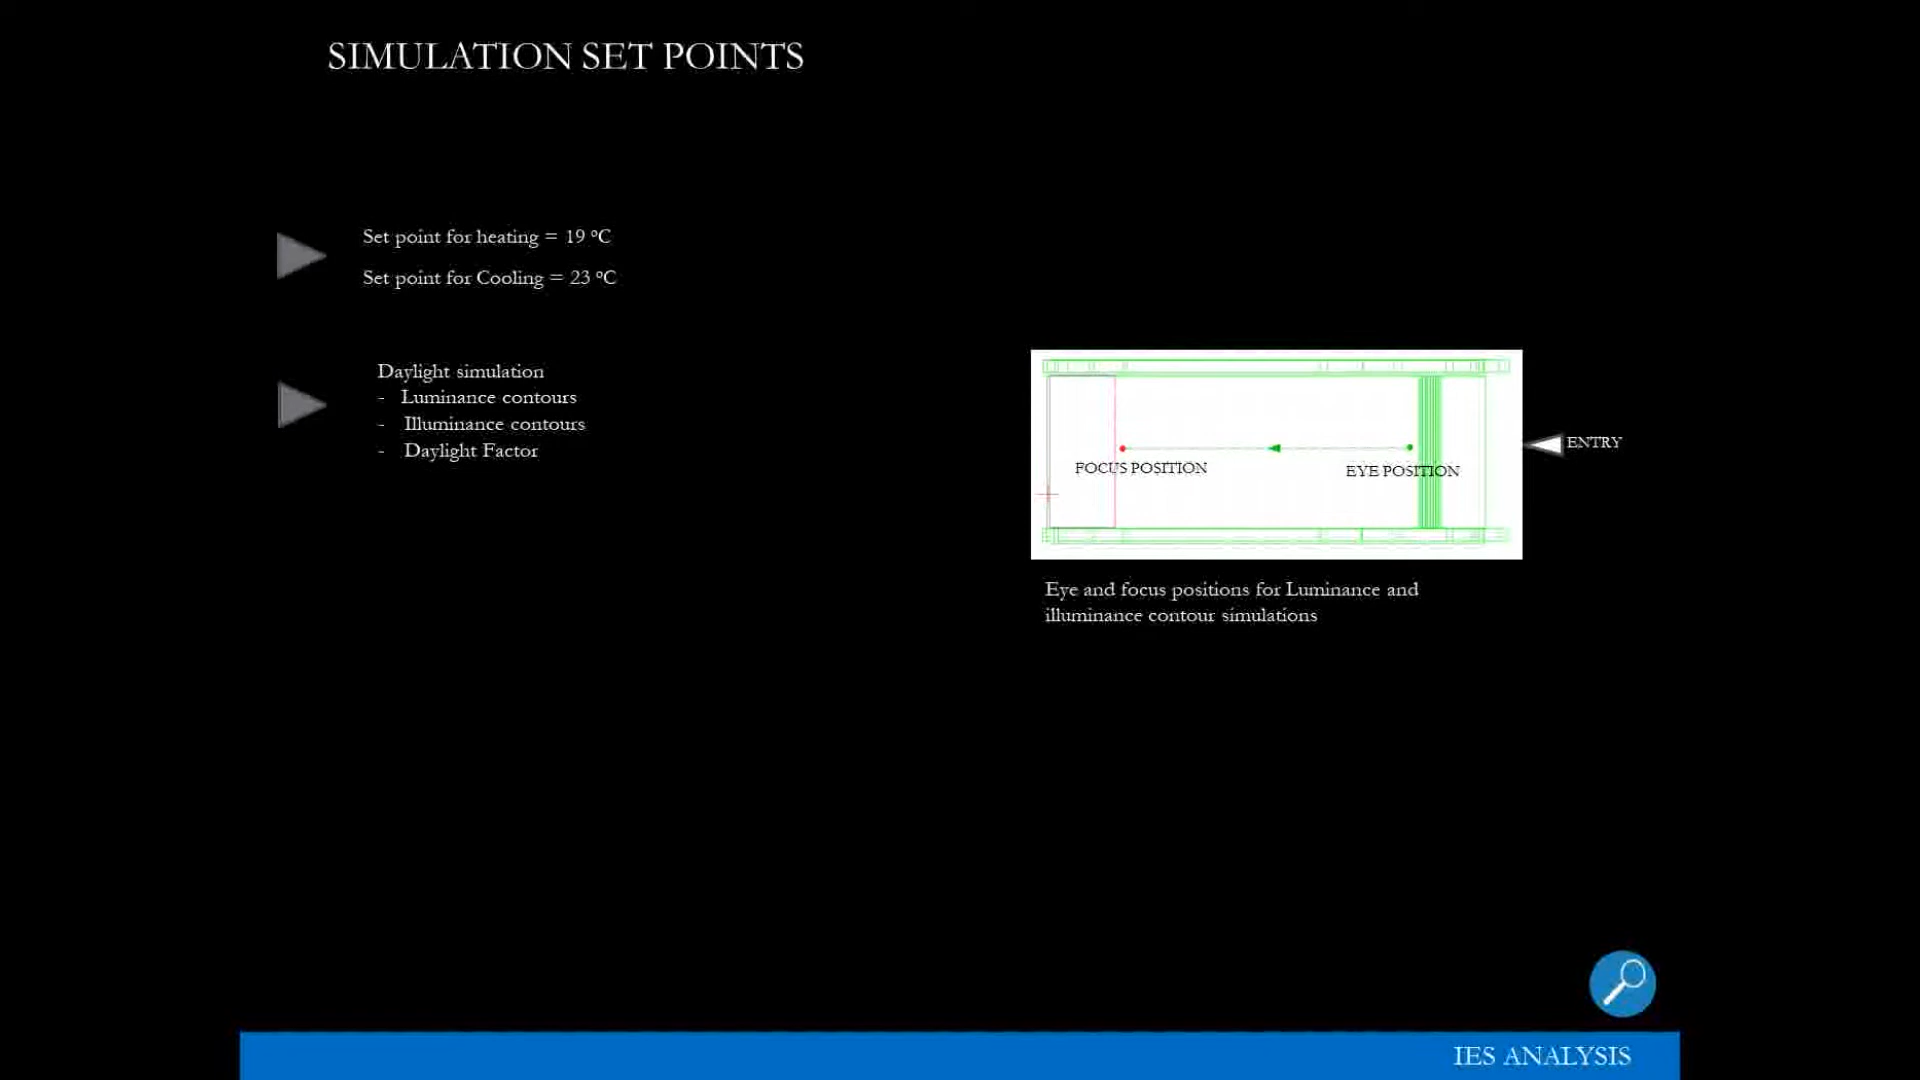 SIMULATION SET POINTS
Set point for heating = 19 °C
Set point for Cooling = 23 °C
Daylight simulation
- Luminance contours
- Illuminance contours
- Daylight Factor
FOCUS POSITION
EYE POSITION
ENTRY
Eye and focus positions for Luminance and
illuminance contour simulations
IES ANALYSIS